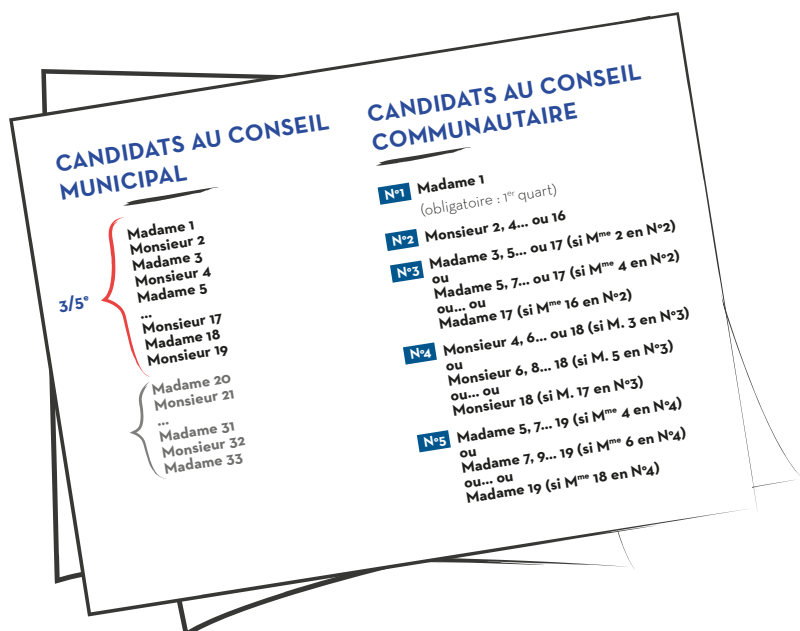 CANDIDATS AU CONSEIL
MUNICIPAL
3/5e
Madame 1
Monsieur 2
Madame 3
Monsieur 4
Madame 5
...
Monsieur 17
Madame 18
Monsieur 19
Madame 20
Monsieur 21
...
Madame 31
Monsieur 32
Madame 33
CANDIDATS AU CONSEIL
COMMUNAUTAIRE
N°1 Madame 1
(obligatoire : 1er quart)
N°2 Monsieur 2, 4... ou 16
N°3 Madame 3, 5... ou 17 (si Mme 2 en N°2)
ou
Madame 5, 7... ou 17 (si Mme 4 en N°2)
ou... ou
Madame 17 (si Mme 16 en N°2)
N°4 Monsieur 4, 6... ou 18 (si M. 3 en N°3)
ou
Monsieur 6, 8... 18 (si M. 5 en N°3)
ou... ou
Monsieur 18 (si M. 17 en N°3)
N°5 Madame 5, 7... 19 (si Mme 4 en N°4)
ou
Madame 7, 9... 19 (si Mme 6 en N°4)
ou... ou
Madame 19 (si Mme 18 en N°4)